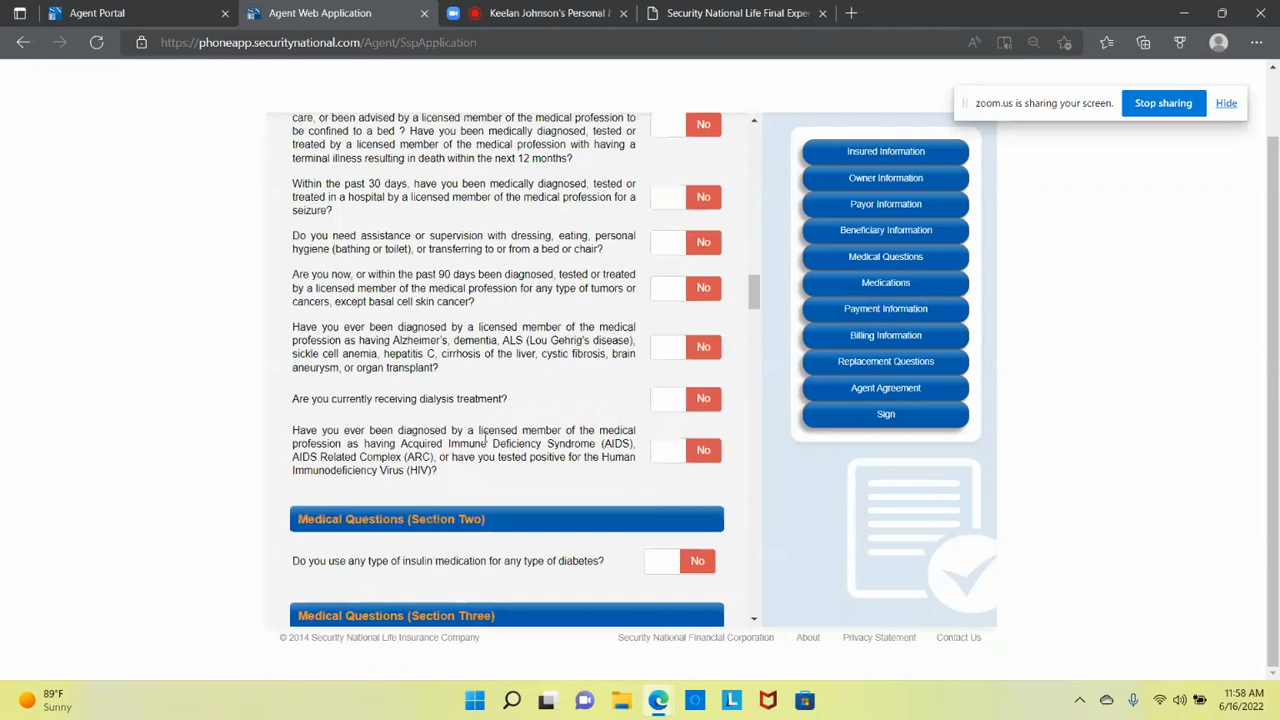 Agent Portal
Agent Web Application
Keelan Johnson's Personal
Security National Life Final Expe
https://phoneapp.securitynational.com/Agent/SspApplication
zoom.us is sharing your screen.
Stop sharing
Hide
care, or been advised by a licensed member of the medical profession to
be confined to a bed ? Have you been medically diagnosed, tested or
treated by a licensed member of the medical profession with having a
terminal illness resulting in death within the next 12 months?
No
Within the past 30 days, have you been medically diagnosed, tested or
treated in a hospital by a licensed member of the medical profession for a
seizure?
No
Do you need assistance or supervision with dressing, eating, personal
hygiene (bathing or toilet), or transferring to or from a bed or chair?
No
Are you now, or within the past 90 days been diagnosed, tested or treated
by a licensed member of the medical profession for any type of tumors or
cancers, except basal cell skin cancer?
No
Have you ever been diagnosed by a licensed member of the medical
profession as having Alzheimer's, dementia, ALS (Lou Gehrig's disease),
sickle cell anemia, hepatitis C, cirrhosis of the liver, cystic fibrosis, brain
aneurysm, or organ transplant?
No
Are you currently receiving dialysis treatment?
No
Have you ever been diagnosed by a licensed member of the medical
profession as having Acquired Immune Deficiency Syndrome (AIDS),
AIDS Related Complex (ARC), or have you tested positive for the Human
Immunodeficiency Virus (HIV)?
No
Medical Questions (Section Two)
Do you use any type of insulin medication for any type of diabetes?
No
Medical Questions (Section Three)
Insured Information
Owner Information
Payor Information
Beneficiary Information
Medical Questions
Medications
Payment Information
Billing Information
Replacement Questions
Agent Agreement
Sign
© 2014 Security National Life Insurance Company
Security National Financial Corporation
About
Privacy Statement
Contact Us
89°F
Sunny
11:58 AM
6/16/2022